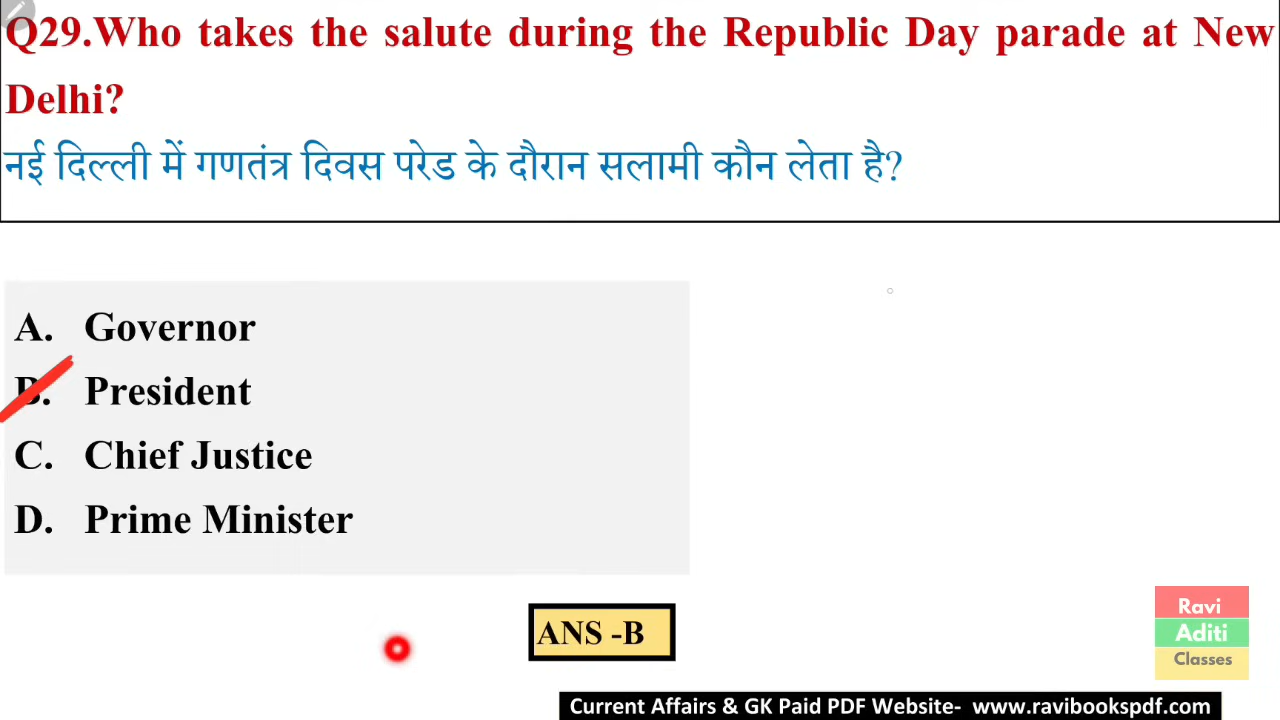 Q29.Who takes the salute during the Republic Day parade at New
Delhi?
नई दिल्ली में गणतंत्र दिवस परेड के दौरान सलामी कौन लेता है?
A. Governor
B. President
C. Chief Justice
D. Prime Minister
ANS -B
Ravi
Aditi
Classes
Current Affairs & GK Paid PDF Website- www.ravibookspdf.com